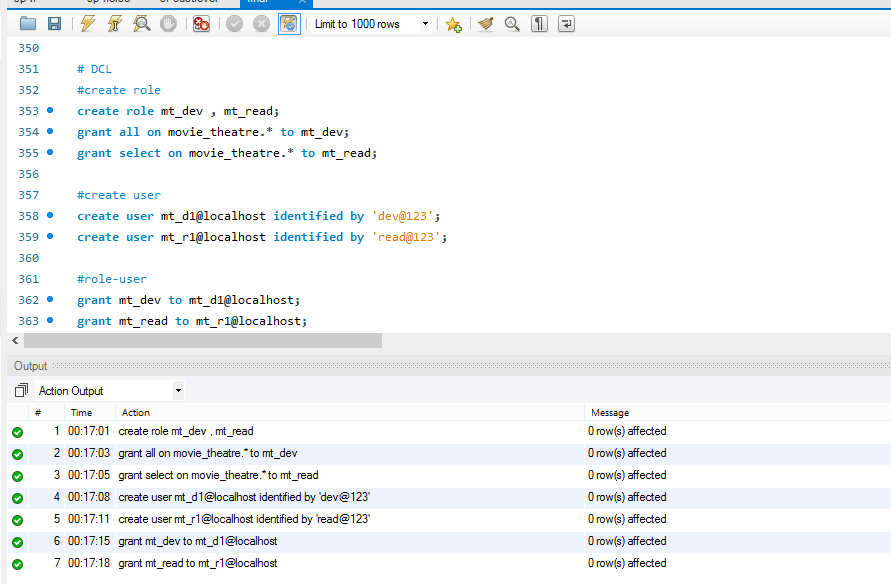 Limit to 1000 rows
350
351 # DCL
352 #create role
353 create role mt_dev , mt_read;
354 grant all on movie_theatre.* to mt_dev;
355 grant select on movie_theatre.* to mt_read;
356
357 #create user
358 create user mt_d1@localhost identified by 'dev@123';
359 create user mt_r1@localhost identified by 'read@123';
360
361 #role-user
362 grant mt_dev to mt_d1@localhost;
363 grant mt_read to mt_r1@localhost;
Output
Action Output
# Time Action Message
1 00:17:01 create role mt_dev , mt_read 0 row(s) affected
2 00:17:03 grant all on movie_theatre.* to mt_dev 0 row(s) affected
3 00:17:05 grant select on movie_theatre.* to mt_read 0 row(s) affected
4 00:17:08 create user mt_d1@localhost identified by 'dev@123' 0 row(s) affected
5 00:17:11 create user mt_r1@localhost identified by 'read@123' 0 row(s) affected
6 00:17:15 grant mt_dev to mt_d1@localhost 0 row(s) affected
7 00:17:18 grant mt_read to mt_r1@localhost 0 row(s) affected